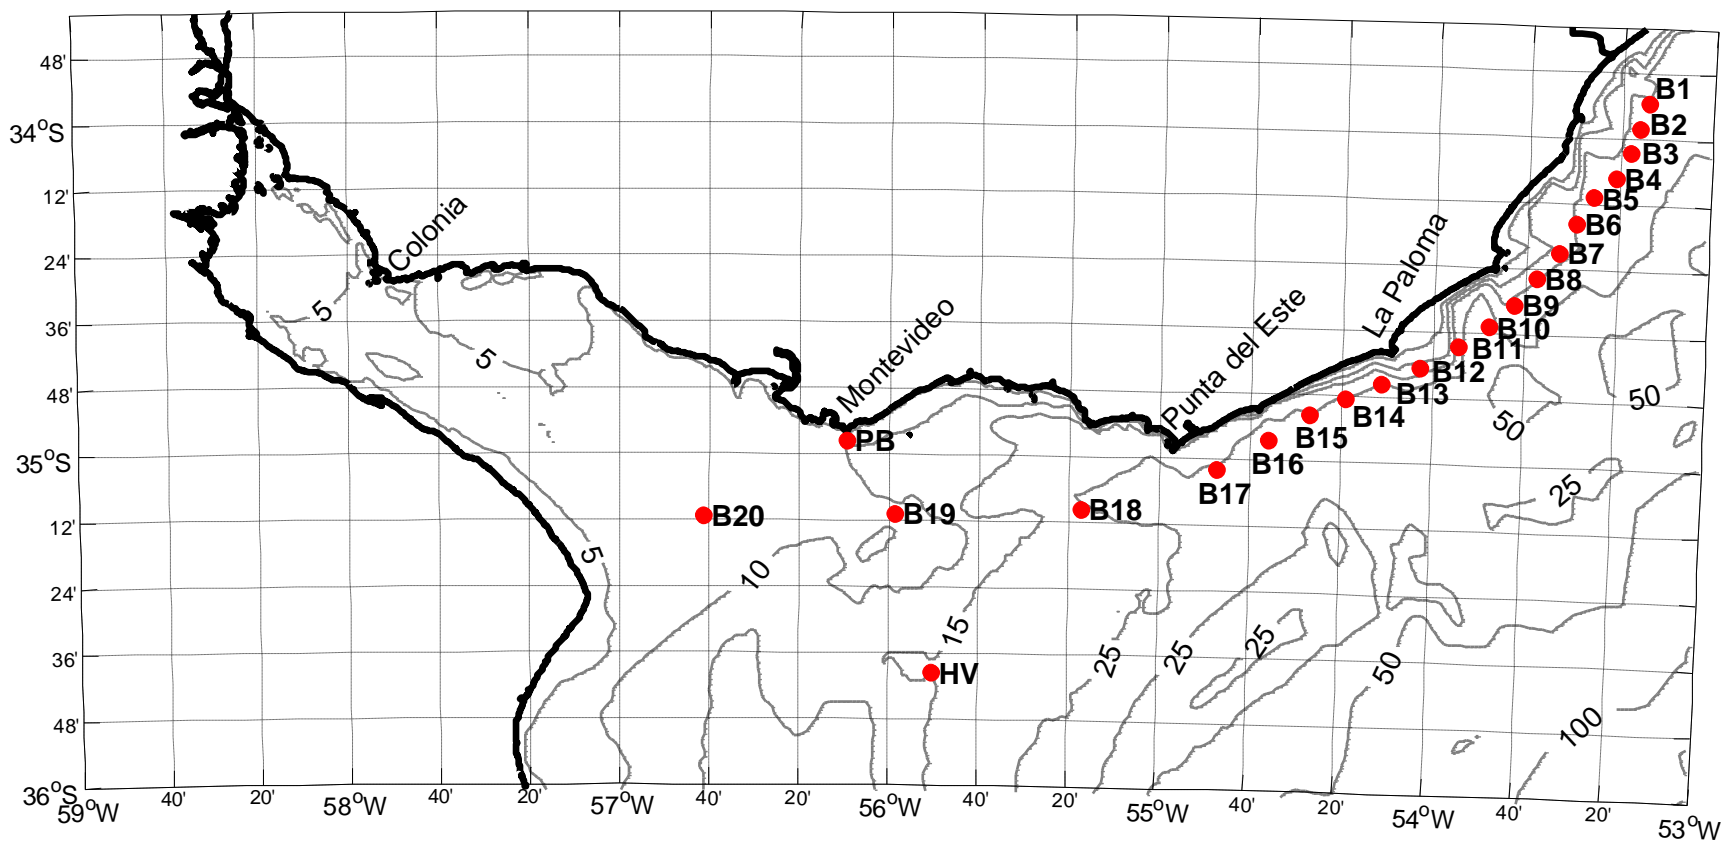 48'
B1
34°S
B2
B3
12'
B4
B5
Colonia
B6
24'
La Paloma
B7
B8
5
Punta del Este
B9
36'
Montevideo
B10
5
B11
B12
48'
B13
50
B14
50
B15
PB
35°S
B16
B17
25
12'
B20
B19
B18
5
10
24'
15
25
25
25
36'
50
HV
48'
100
36°S
59°W
40'
20'
58°W
40'
20'
57°W
40'
20'
56°W
40'
20'
55°W
40'
20'
54°W
40'
20'
53°W